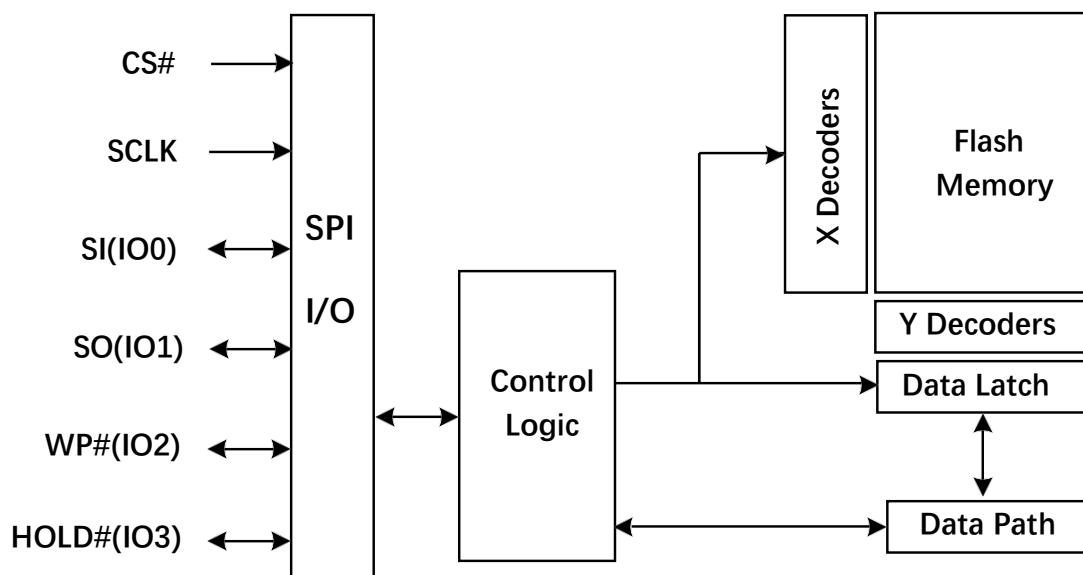 CS#
SCLK
SI(IO0)
SO(IO1)
WP#(IO2)
HOLD#(IO3)
SPI
I/O
Control
Logic
X Decoders
Flash
Memory
Y Decoders
Data Latch
Data Path